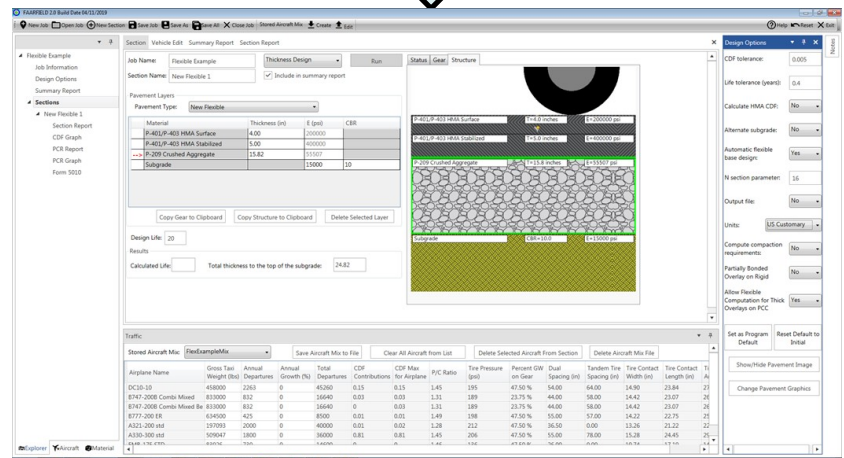 FAARFIELD 2.0 Build Date 04/11/2019
New Job Open Job New Section Save Job Save As Save All Close Job Stored Aircraft Mix Create Edit Help Reset Exit
Section Vehicle Edit Summary Report Section Report
Flexible Example
Job Information
Design Options
Summary Report
Sections
New Flexible 1
Section Report
CDF Graph
PCR Report
PCR Graph
Form 5010
Explorer Aircraft Material
Job Name: Flexible Example Thickness Design Run
Section Name: New Flexible 1 Include in summary report
Pavement Layers
Pavement Type: New Flexible
Material Thickness (in) E (psi) CBR
P-401/P-403 HMA Surface 4.00 200000
P-401/P-403 HMA Stabilized 5.00 400000
--> P-209 Crushed Aggregate 15.82 55507
Subgrade 15000 10
Copy Gear to Clipboard Copy Structure to Clipboard Delete Selected Layer
Design Life: 20
Results
Calculated Life: Total thickness to the top of the subgrade: 24.82
Status Gear Structure
P-401/P-403 HMA Surface T=4.0 inches E=200000 psi
P-401/P-403 HMA Stabilized T=5.0 inches E=400000 psi
P-209 Crushed Aggregate T=15.8 inches E=55507 psi
Subgrade CBR=10.0 E=15000 psi
Traffic
Stored Aircraft Mix: FlexExampleMix Save Aircraft Mix to File Clear All Aircraft from List Delete Selected Aircraft From Section Delete Aircraft Mix File
Airplane Name Gross Taxi Weight (lbs) Annual Departures Annual Growth (%) Total Departures CDF Contributions CDF Max for Airplane P/C Ratio Tire Pressure (psi) Percent GW on Gear Dual Spacing (in) Tandem Tire Spacing (in) Tire Contact Width (in) Tire Contact Length (in)
DC10-10 458000 2263 0 45260 0.15 0.15 1.45 195 47.50 % 54.00 64.00 14.90 23.84
B747-200B Combi Mixed 833000 832 0 16640 0.03 0.03 1.31 189 23.75 % 44.00 58.00 14.42 23.07
B747-200B Combi Mixed Be 833000 832 0 16640 0 0.03 1.31 189 23.75 % 44.00 58.00 14.42 23.07
B777-200 ER 634500 425 0 8500 0.01 0.01 1.49 198 47.50 % 55.00 57.00 14.22 22.75
A321-200 std 197093 2000 0 40000 0.01 0.02 1.28 212 47.50 % 36.50 0.00 13.26 21.22
A330-300 std 509047 1800 0 36000 0.81 0.81 1.45 206 47.50 % 55.00 78.00 15.28 24.45
Design Options
CDF tolerance: 0.005
Life tolerance (years): 0.4
Calculate HMA CDF: No
Alternate subgrade: No
Automatic flexible base design: Yes
N section parameter: 16
Output file: No
Units: US Customary
Compute compaction requirements: No
Partially Bonded Overlay on Rigid No
Allow Flexible Computation for Thick Overlays on PCC Yes
Set as Program Default Reset Default to Initial
Show/Hide Pavement Image
Change Pavement Graphics
Notes